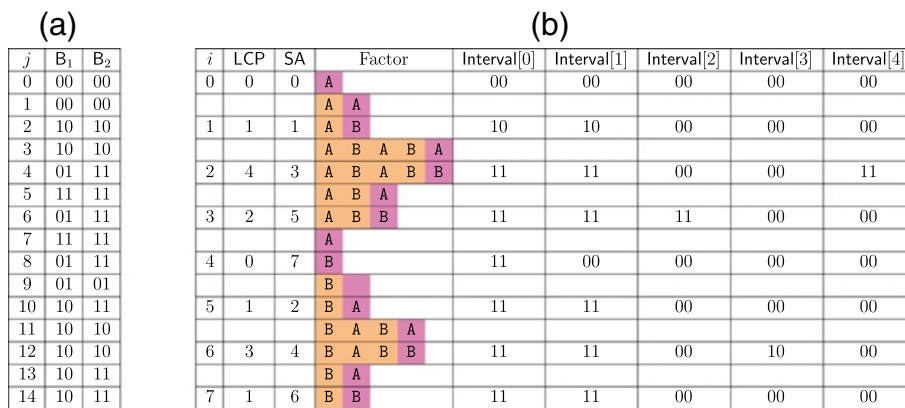 (a)
j B₁ B₂
0 00 00
1 00 00
2 10 10
3 10 10
4 01 11
5 11 11
6 01 11
7 11 11
8 01 11
9 01 01
10 10 11
11 10 10
12 10 10
13 10 11
14 10 11
(b)
i LCP SA Factor Interval[0] Interval[1] Interval[2] Interval[3] Interval[4]
0 0 0 A 00 00 00 00 00
A A
1 1 1 A B 10 10 00 00 00
A B A B A
2 4 3 A B A B B 11 11 00 00 11
A B A
3 2 5 A B B 11 11 11 00 00
A
4 0 7 B 11 00 00 00 00
B
5 1 2 B A 11 11 00 00 00
B A B A
6 3 4 B A B B 11 11 00 10 00
B A
7 1 6 B B 11 11 00 00 00